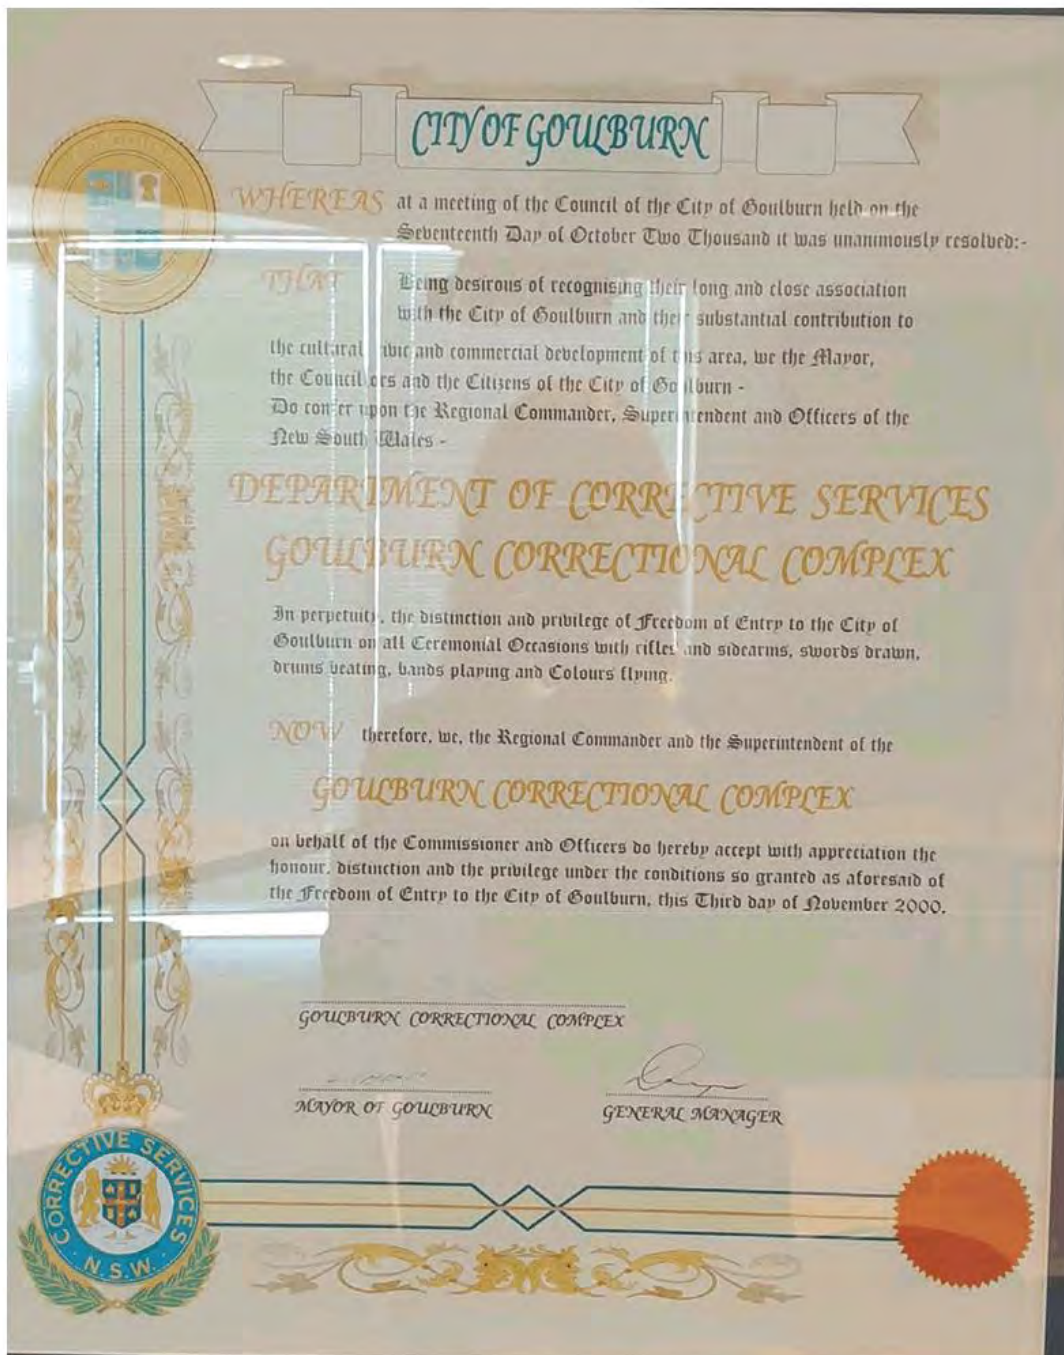 CITY OF GOULBURN
WHEREAS at a meeting of the Council of the City of Goulburn held on the
Seventeenth Day of October Two Thousand it was unanimously resolved:-
THAT Being desirous of recognising their long and close association
with the City of Goulburn and their substantial contribution to
the cultural civic and commercial development of this area, we the Mayor,
the Councillors and the Citizens of the City of Goulburn -
Do confer upon the Regional Commander, Superintendent and Officers of the
New South Wales -
DEPARTMENT OF CORRECTIVE SERVICES
GOULBURN CORRECTIONAL COMPLEX
In perpetuity, the distinction and privilege of Freedom of Entry to the City of
Goulburn on all Ceremonial Occasions with rifles and sidearms, swords drawn,
drums beating, bands playing and Colours flying.
NOW therefore, we, the Regional Commander and the Superintendent of the
GOULBURN CORRECTIONAL COMPLEX
on behalf of the Commissioner and Officers do hereby accept with appreciation the
honour, distinction and the privilege under the conditions so granted as aforesaid of
the Freedom of Entry to the City of Goulburn, this Third day of November 2000.
GOULBURN CORRECTIONAL COMPLEX
MAYOR OF GOULBURN GENERAL MANAGER
CORRECTIVE SERVICES
N.S.W.